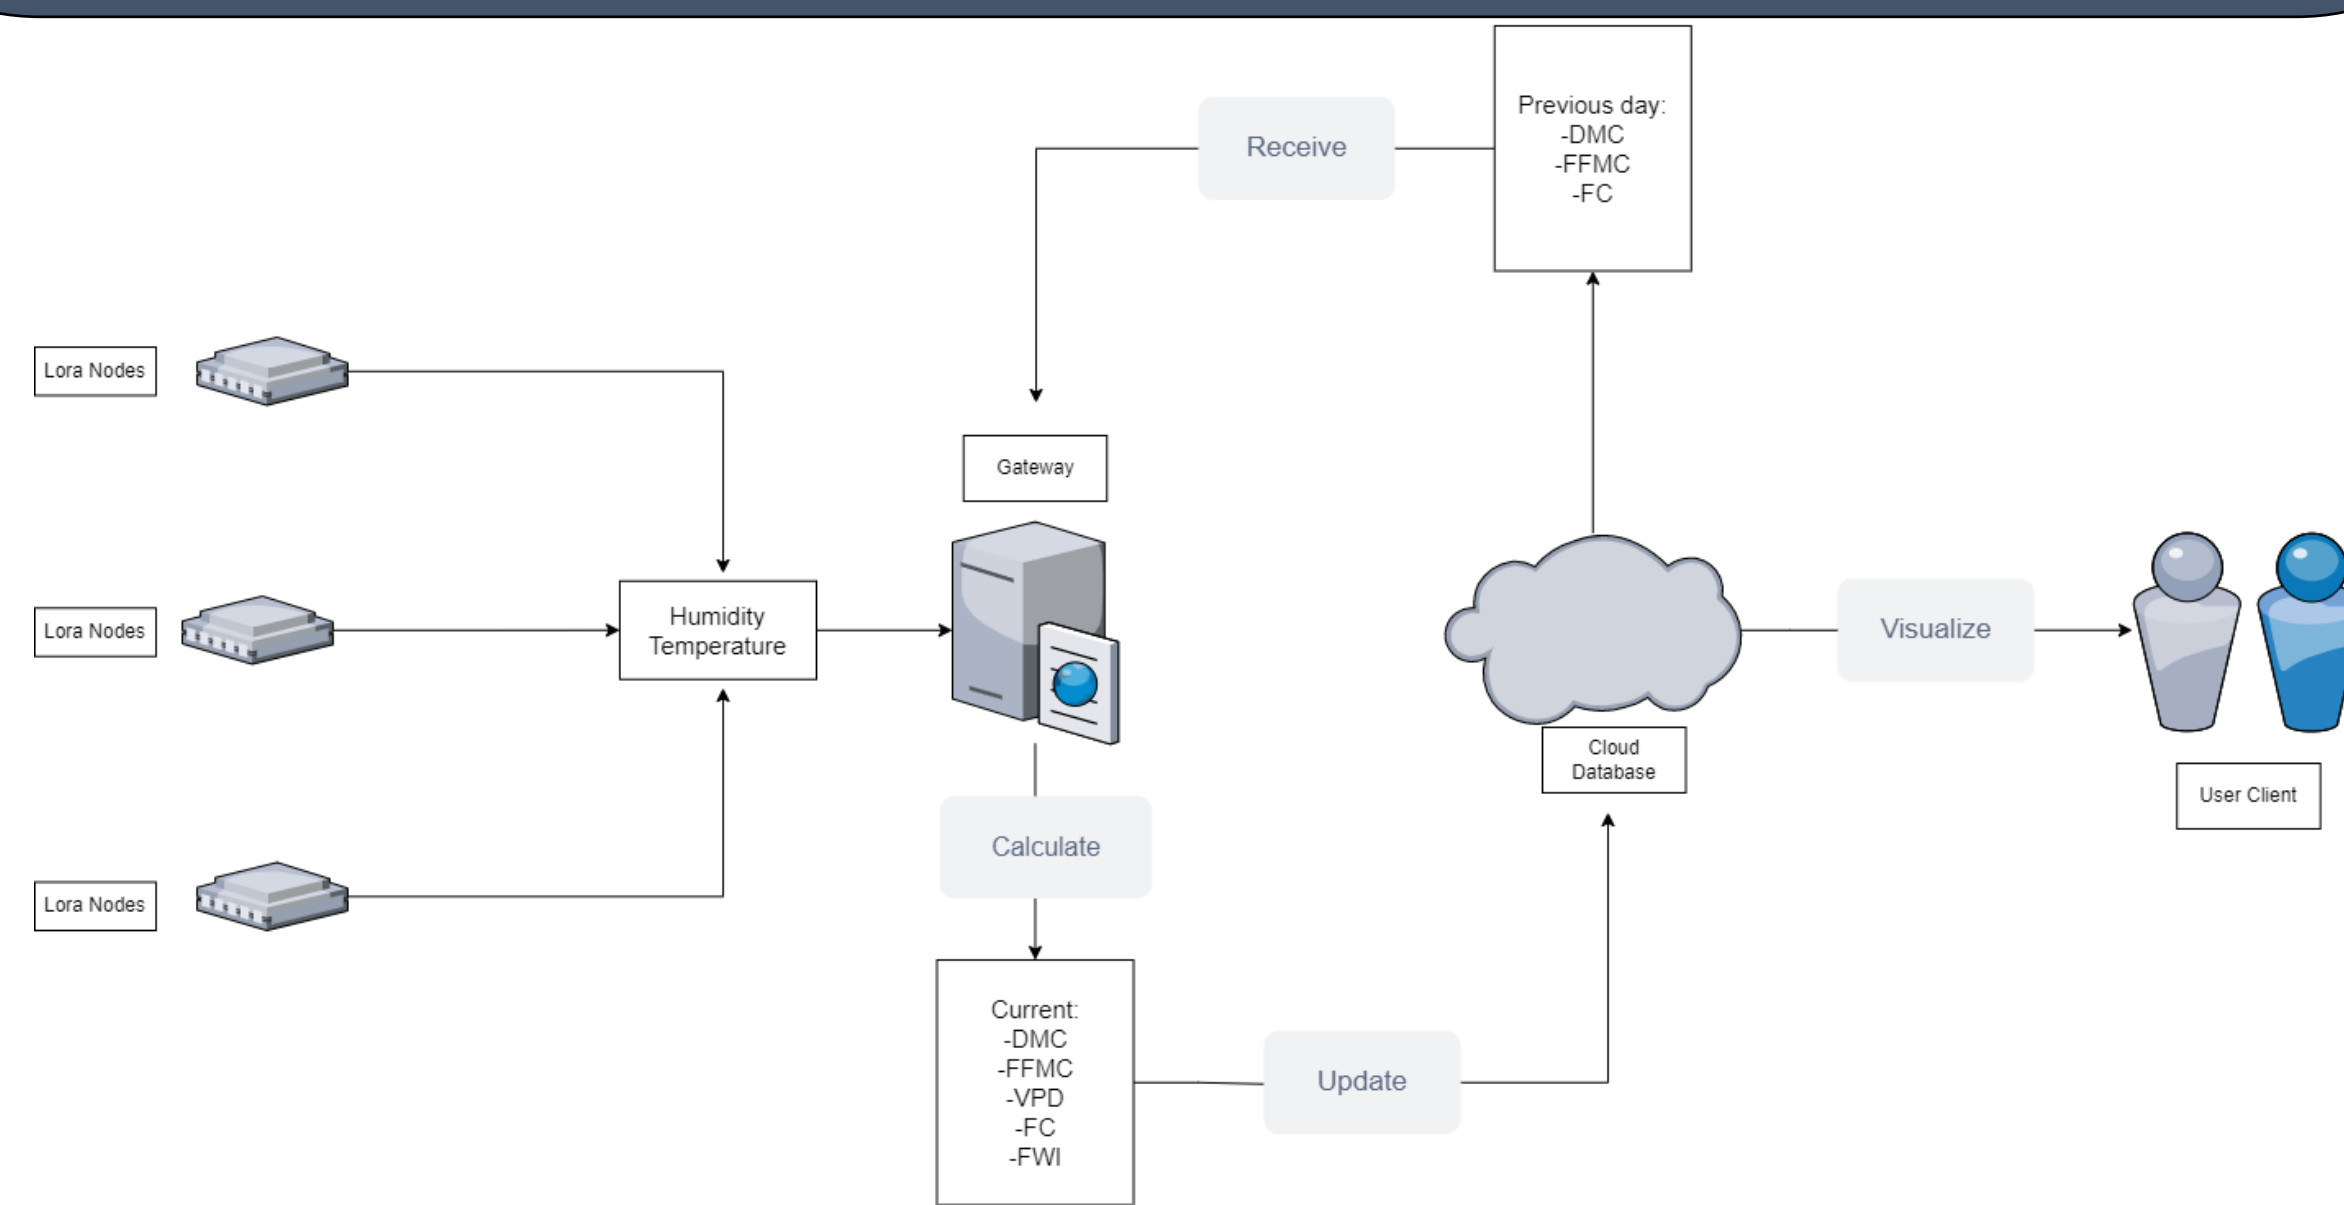 Previous day:
-DMC
-FFMC
-FC
Receive
Lora Nodes
Gateway
Lora Nodes
Humidity
Temperature
Visualize
Cloud
Database
User Client
Calculate
Lora Nodes
Current:
-DMC
-FFMC
-VPD
-FC
-FWI
Update